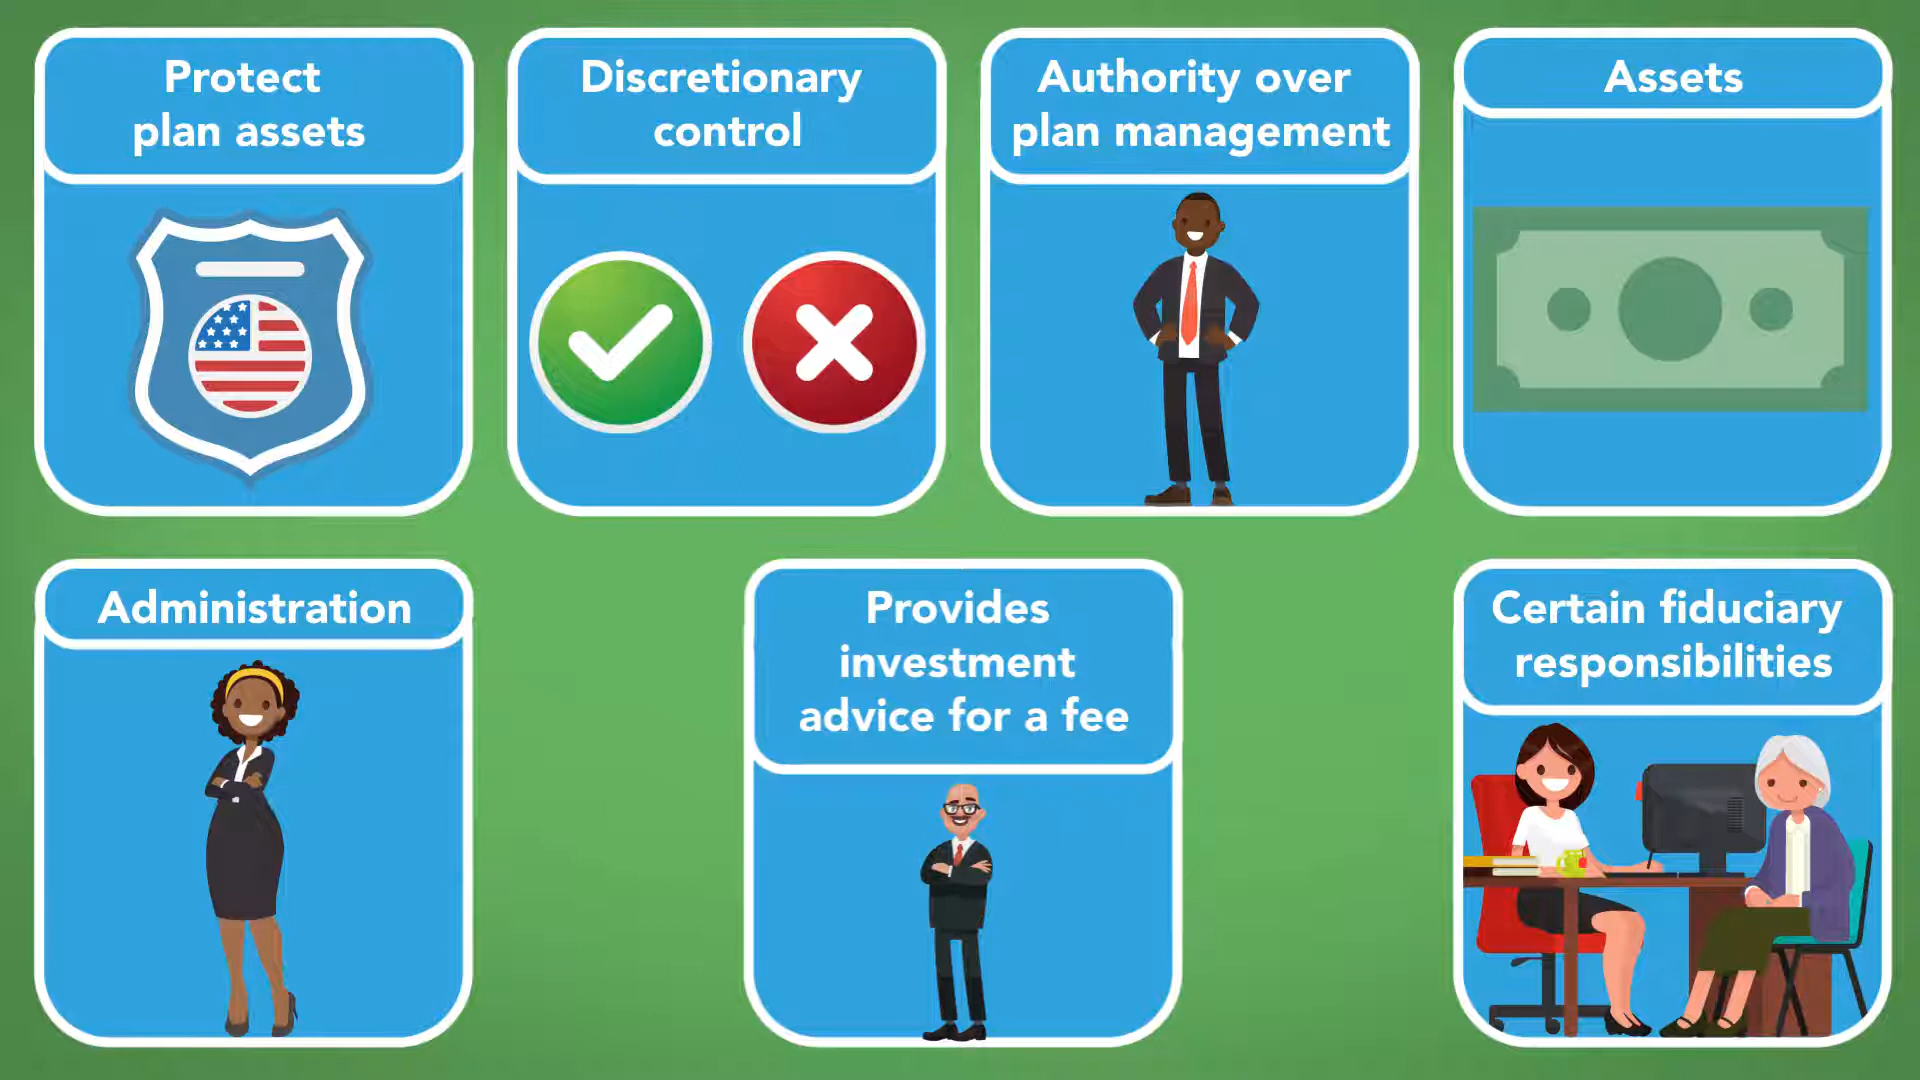 Protect
plan assets
Discretionary
control
Authority over
plan management
Assets
Administration
Provides
investment
advice for a fee
Certain fiduciary
responsibilities